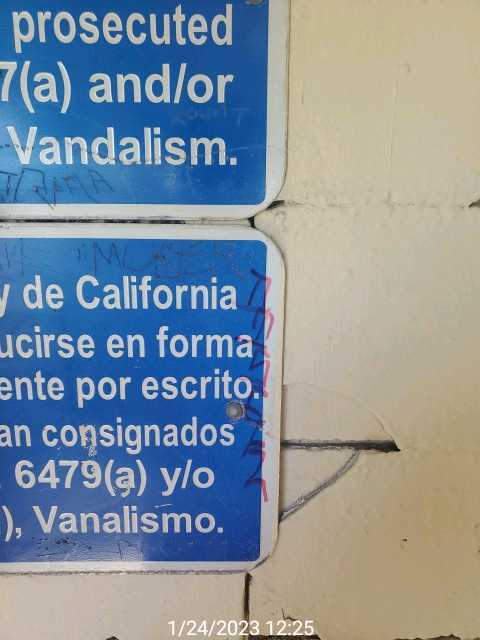 prosecuted
7(a) and/or
Vandalism.
y de California
ucirse en forma
ente por escrito.
an consignados
6479(a) y/o
), Vanalismo.
1/24/2023 12:25